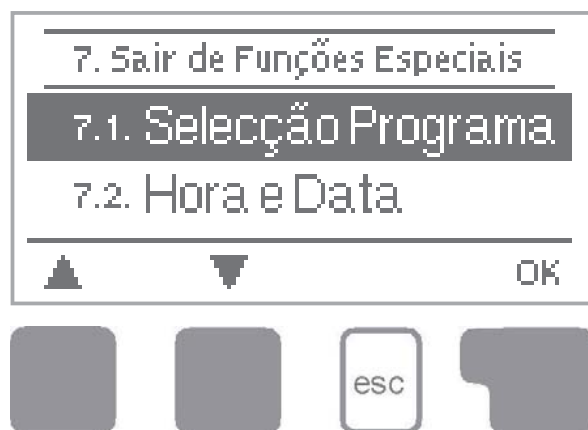 7. Sair de Funções Especiais
7.1. Selecção Programa
7.2. Hora e Data
OK
esc